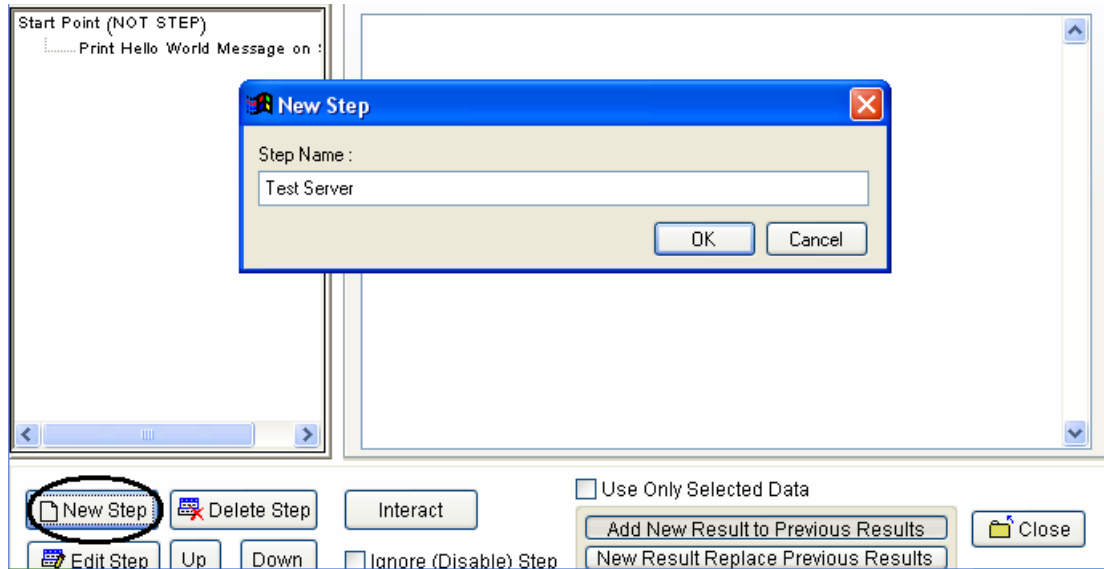 Start Point (NOT STEP)
Print Hello World Message on
New Step
Step Name :
Test Server
OK
Cancel
New Step
Delete Step
Interact
Use Only Selected Data
Add New Result to Previous Results
Close
Edit Step
Up
Down
Ignore (Disable) Step
New Result Replace Previous Results